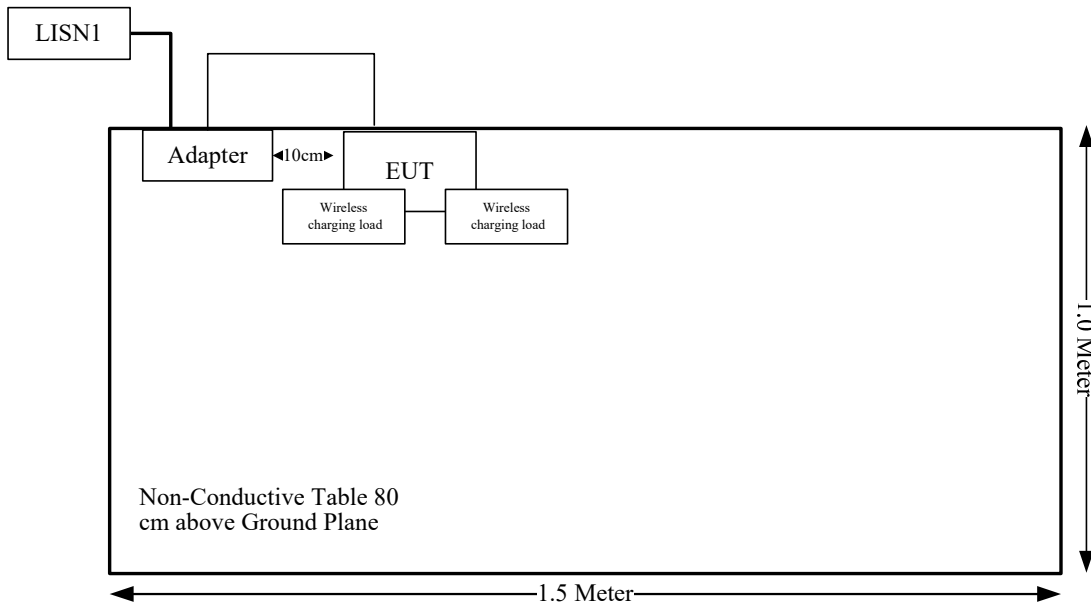 LISN1
Adapter
10cm
EUT
Wireless
charging load
Wireless
charging load
1.0 Meter
Non-Conductive Table 80
cm above Ground Plane
1.5 Meter